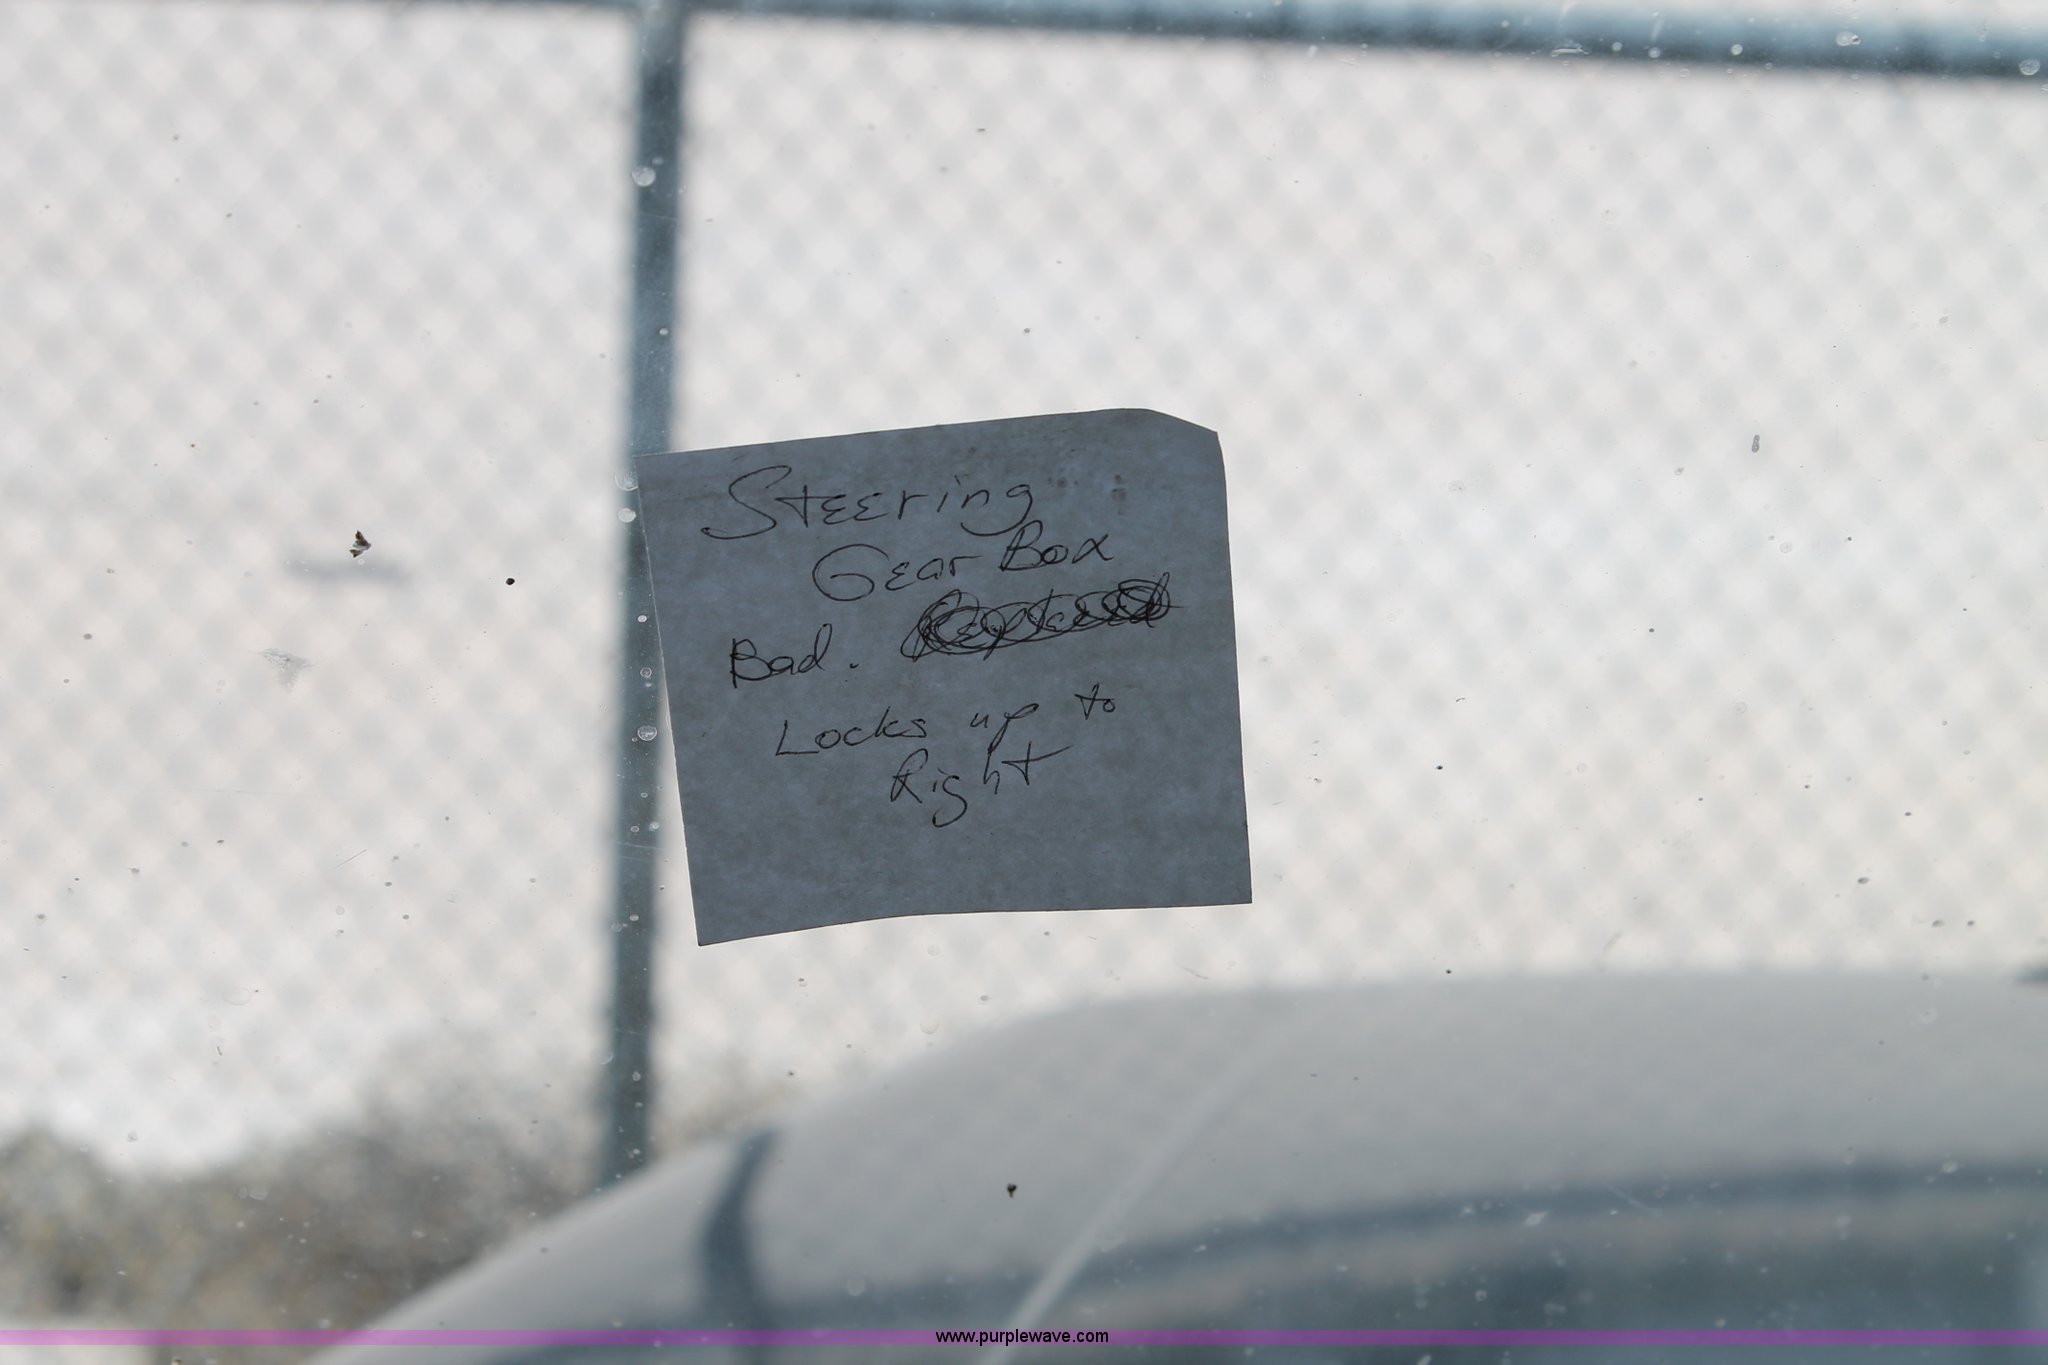 Steering
Gear Box
Bad.
Locks up to
Right
www.purplewave.com